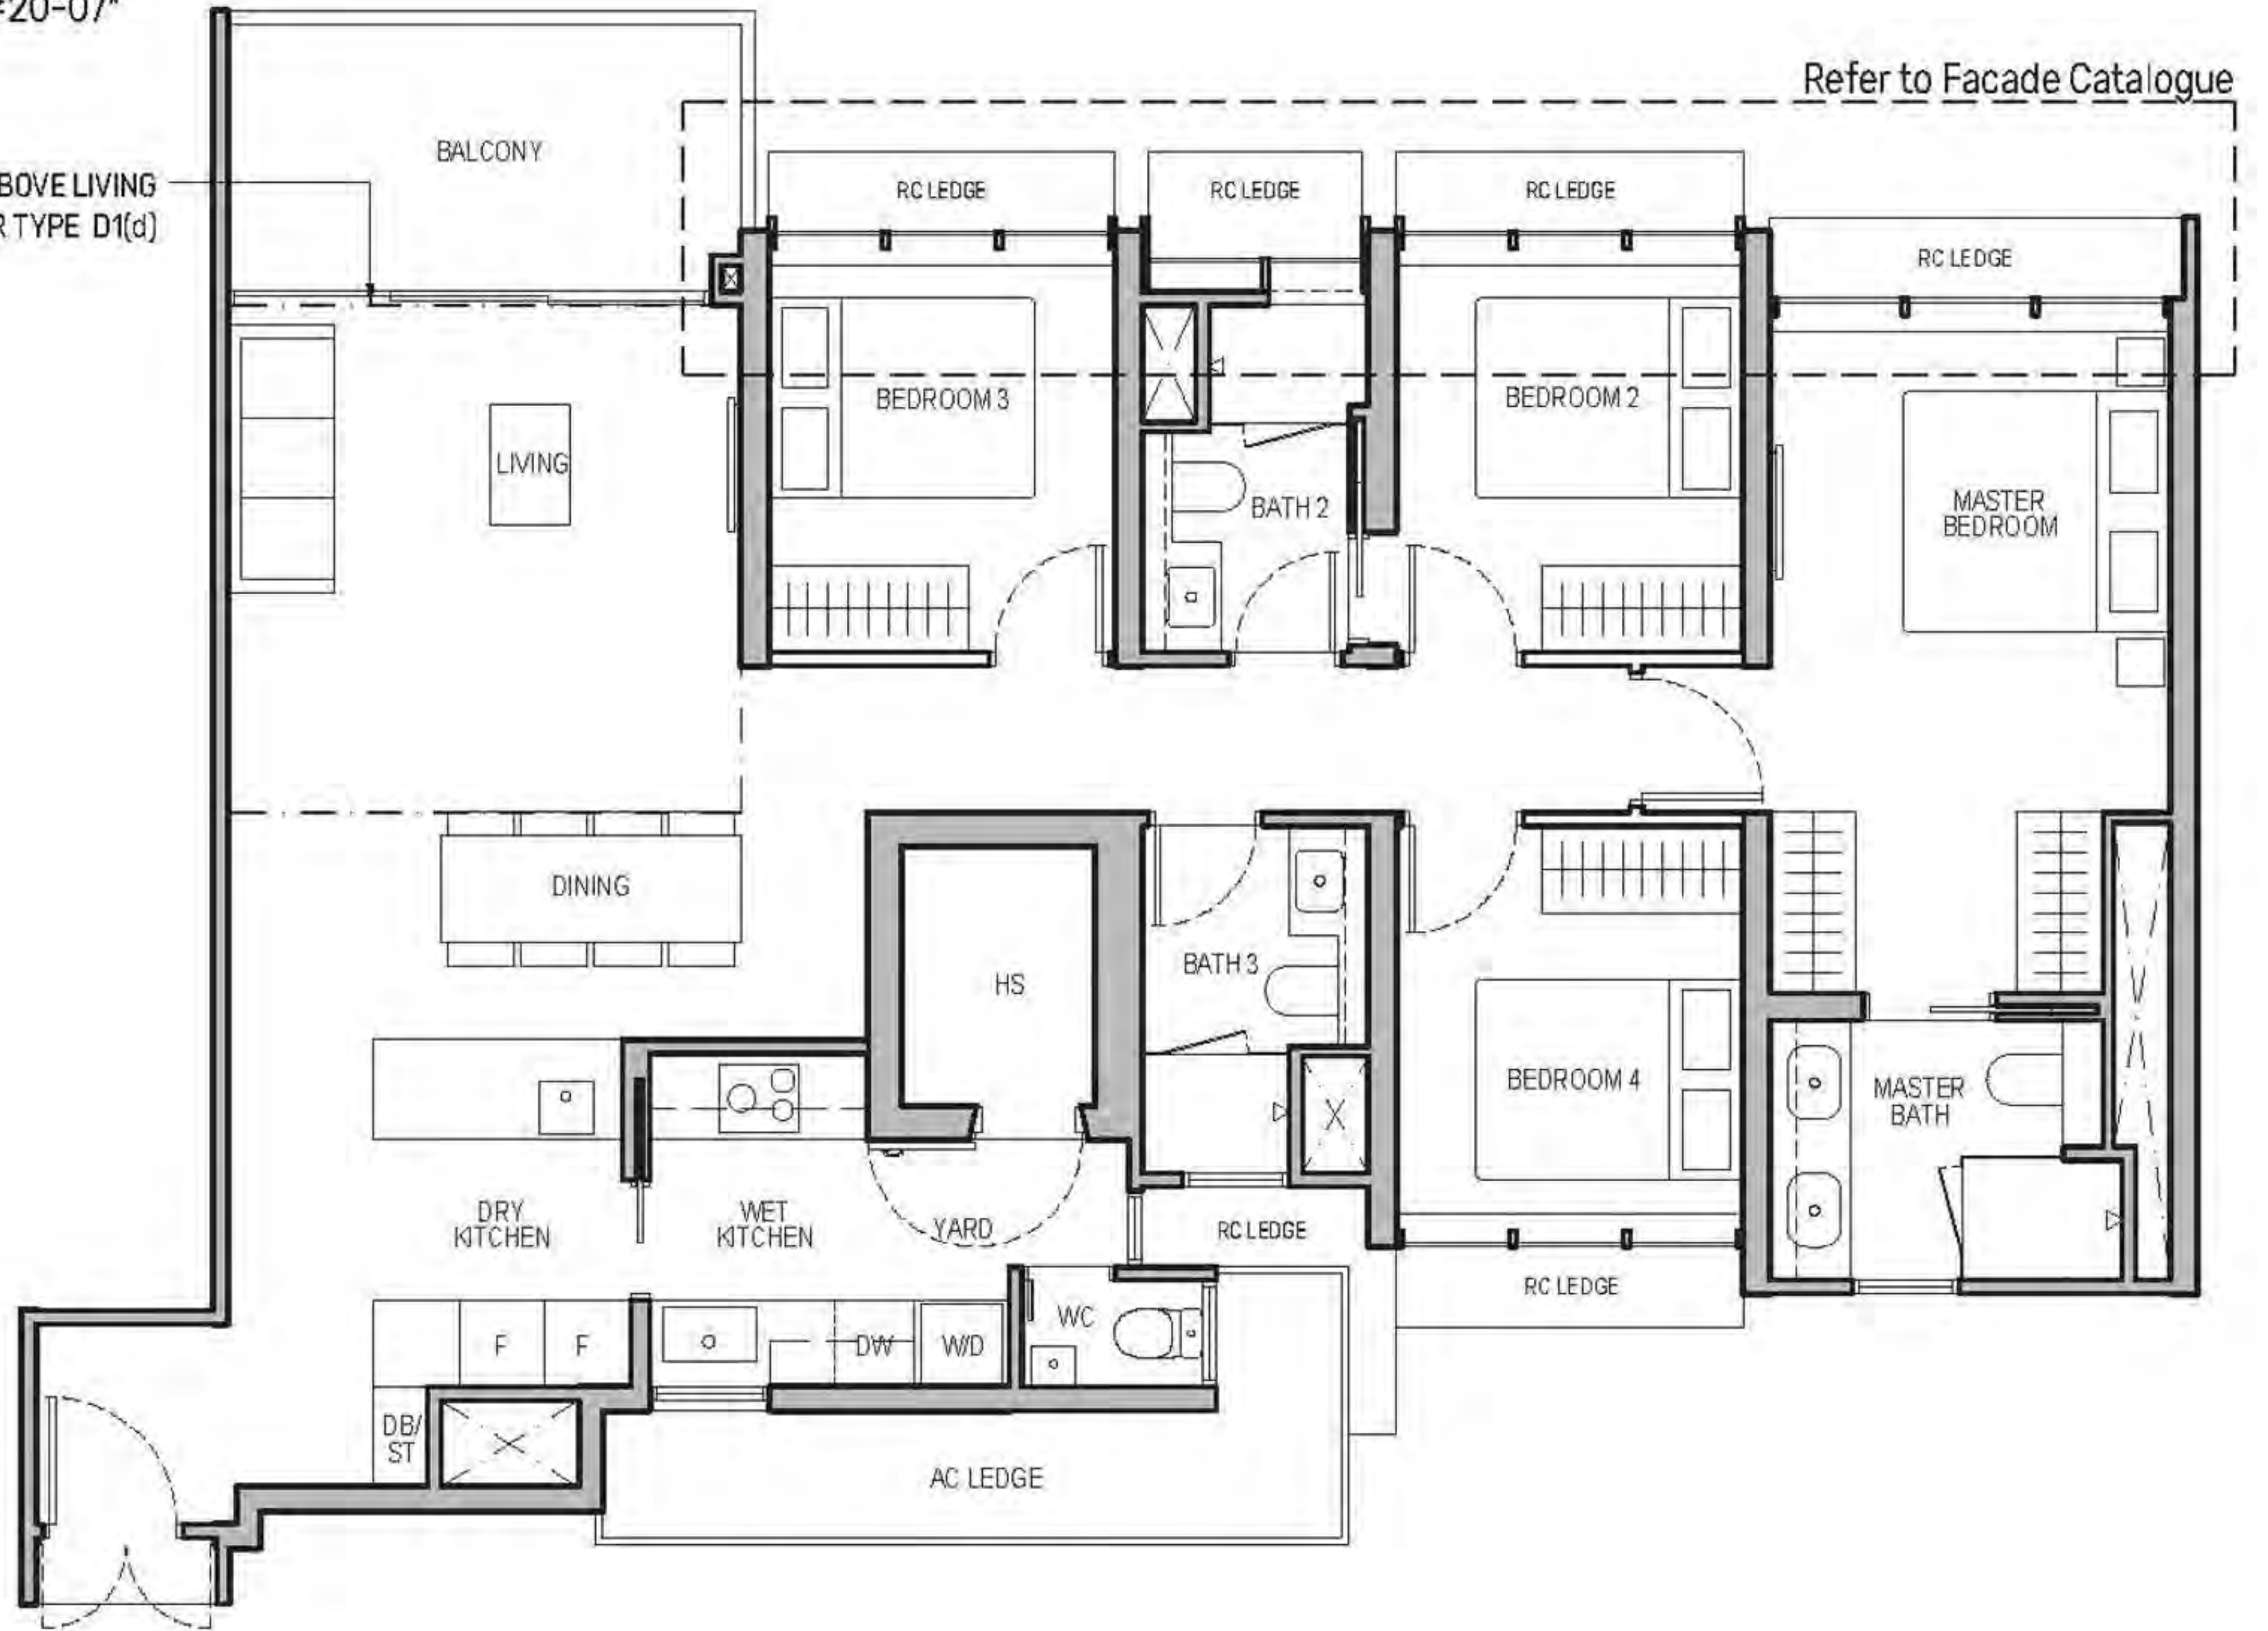 #20-07*
Refer to Facade Catalogue
BALCONY
BOVE LIVING
R TYPE D1(d)
RC LEDGE
RC LEDGE
RC LEDGE
RC LEDGE
BEDROOM 3
BEDROOM 2
LIVING
BATH 2
MASTER
BEDROOM
DINING
HS
BATH 3
BEDROOM 4
MASTER
BATH
DRY
KITCHEN
WET
KITCHEN
YARD
RC LEDGE
RC LEDGE
F
F
DW
W/D
WC
DB/
ST
AC LEDGE